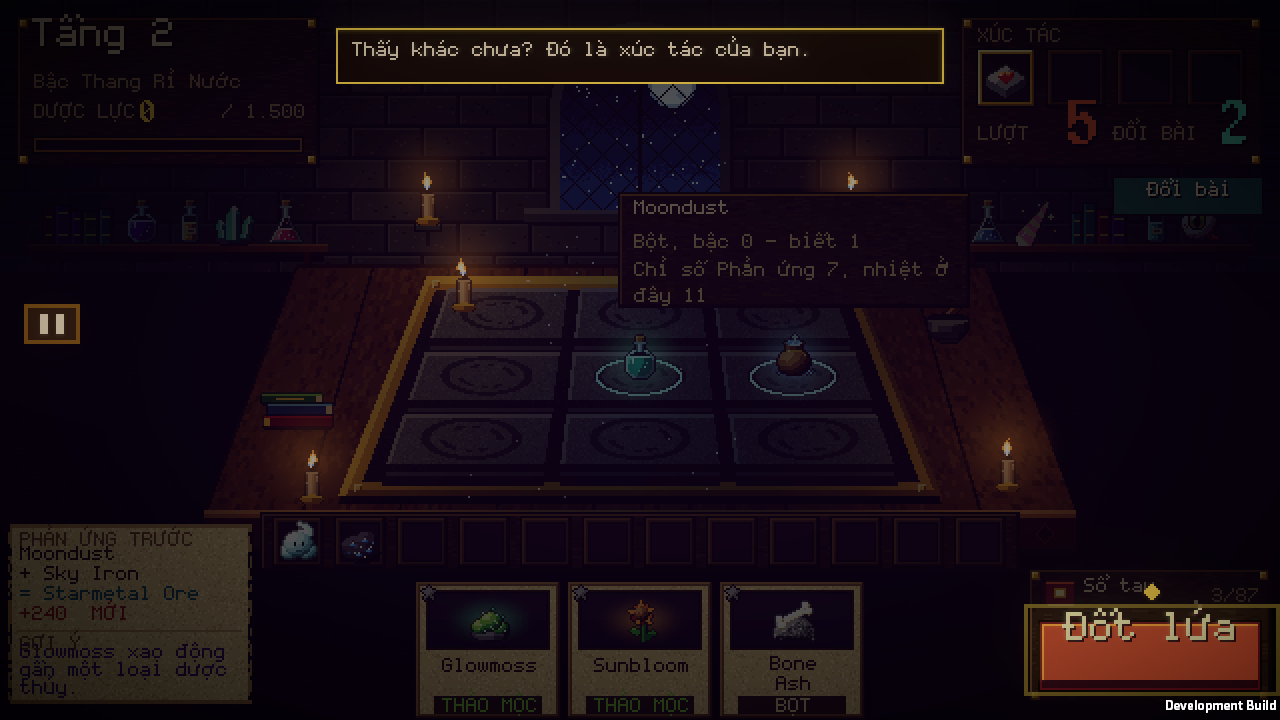 Tầng 2
Bậc Thang Rỉ Nước
DƯỢC LỰC 0 / 1.500
Thấy khác chưa? Đó là xúc tác của bạn.
XÚC TÁC
LƯỢT 5 ĐỔI BÀI 2
Đổi bài
Moondust
Bột, bậc 0 - biết 1
Chỉ số Phản ứng 7, nhiệt ở
đây 11
PHẢN ỨNG TRƯỚC
Moondust
+ Sky Iron
= Starmetal Ore
+240 MỚI
GỢI Ý
Glowmoss xao động
gần một loại dược
thủy.
Glowmoss
THẢO MỘC
Sunbloom
THẢO MỘC
Bone
Ash
BỘT
Sổ tay
3/87
Đốt lửa
Development Build